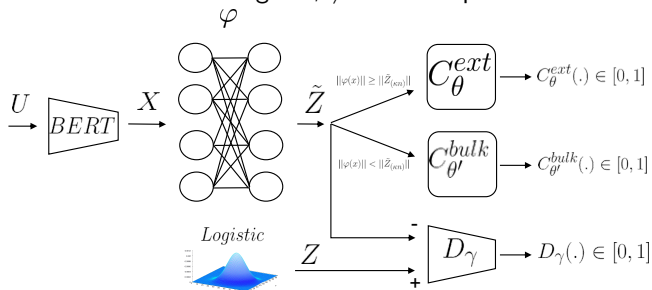 φ
U
BERT
X
Z̃
||φ(x)|| ≥ ||Z̃_(κn)||
C_θ^ext
C_θ^ext(.) ∈ [0, 1]
||φ(x)|| < ||Z̃_(κn)||
C_θ'^bulk
C_θ'^bulk(.) ∈ [0, 1]
Logistic
Z
-
+
D_γ
D_γ(.) ∈ [0, 1]